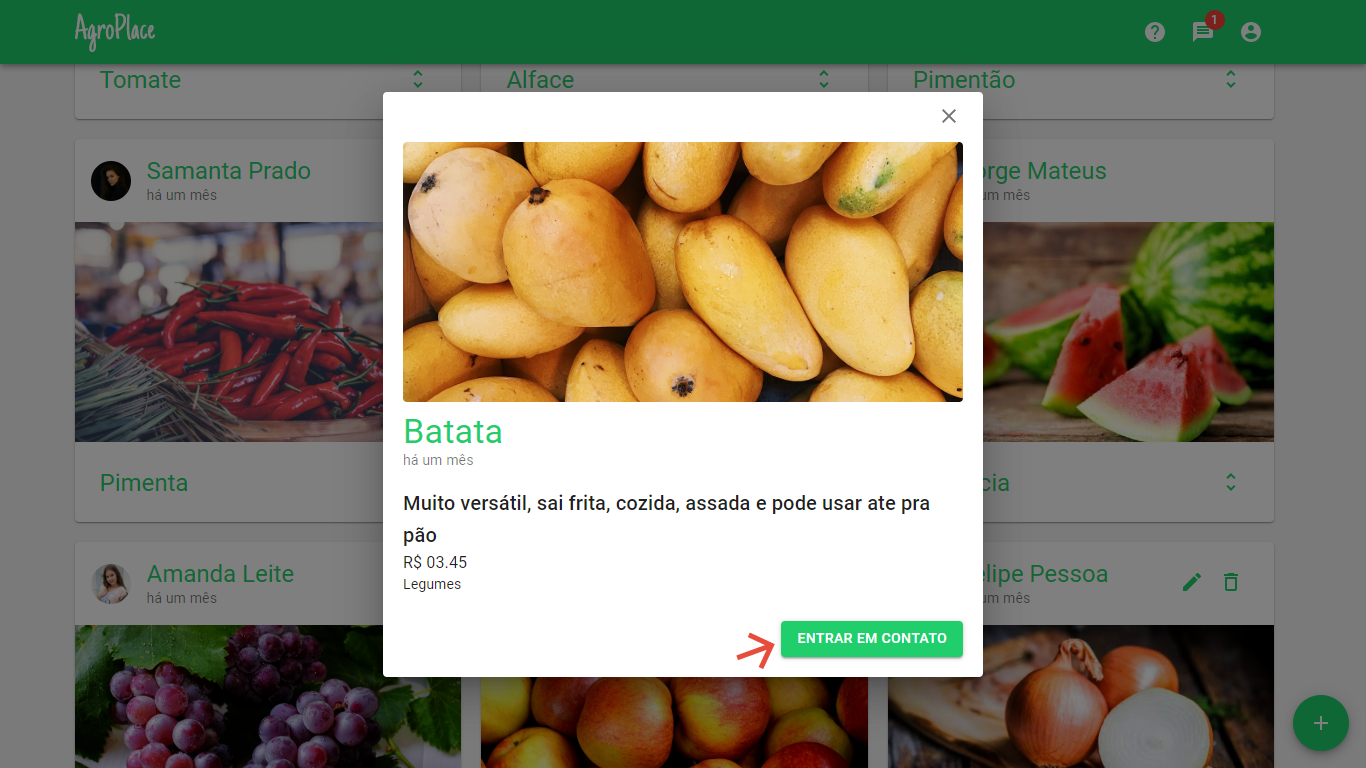 AgroPlace
1
Tomate
Alface
Pimentão
Samanta Prado
há um mês
orge Mateus
um mês
Batata
há um mês
Muito versátil, sai frita, cozida, assada e pode usar ate pra
pão
R$ 03.45
Legumes
ENTRAR EM CONTATO
Pimenta
cia
Amanda Leite
há um mês
elipe Pessoa
um mês